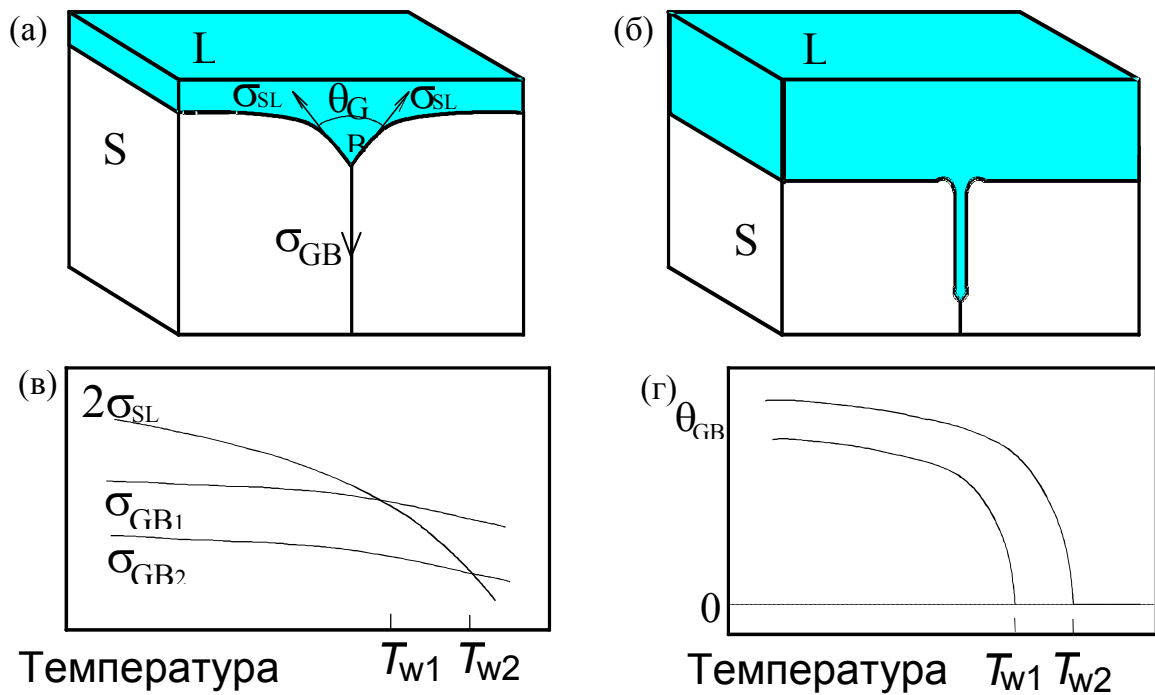 (а)
L
σSL θG σSL
B
S
σGB
(б)
L
S
(в)
2σSL
σGB1
σGB2
Температура Tw1 Tw2
(г)
θGB
0
Температура Tw1 Tw2